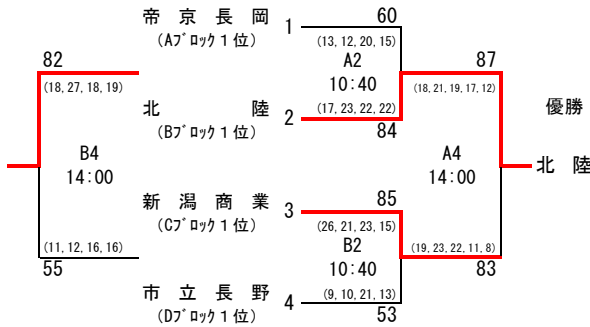 帝京長岡 1 60
(Aﾌﾞﾛｯｸ１位)
(13, 12, 20, 15)
82 A2 87
(18, 27, 18, 19) 10:40 (18, 21, 19, 17, 12)
北陸 2 (17, 23, 22, 22) 優勝
(Bﾌﾞﾛｯｸ１位) 84
B4 A4
14:00 14:00 北陸
新潟商業 3 85
(Cﾌﾞﾛｯｸ１位) (26, 21, 23, 15)
(11, 12, 16, 16) B2 (19, 23, 22, 11, 8)
55 10:40 83
市立長野 4 (9, 10, 21, 13)
(Dﾌﾞﾛｯｸ１位) 53